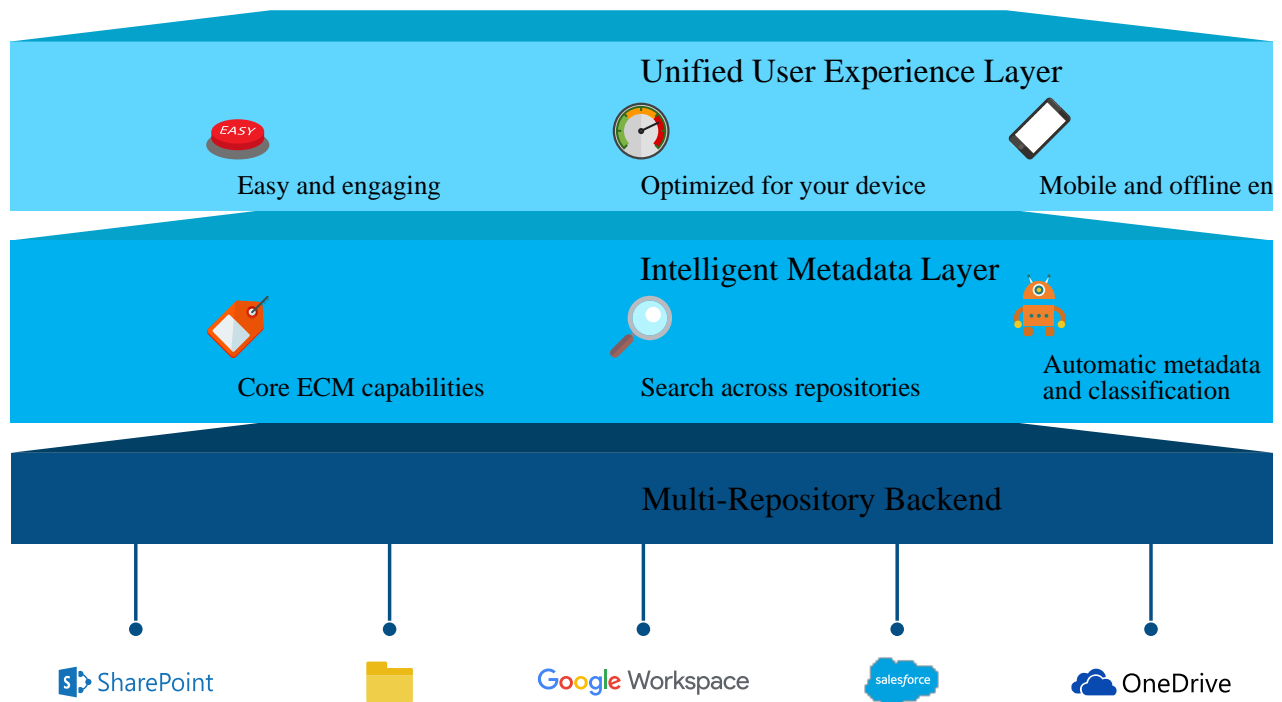 Unified User Experience Layer
EASY
Easy and engaging
Optimized for your device
Mobile and offline en
Intelligent Metadata Layer
Core ECM capabilities
Search across repositories
Automatic metadata
and classification
Multi-Repository Backend
S SharePoint
Google Workspace
salesforce
OneDrive